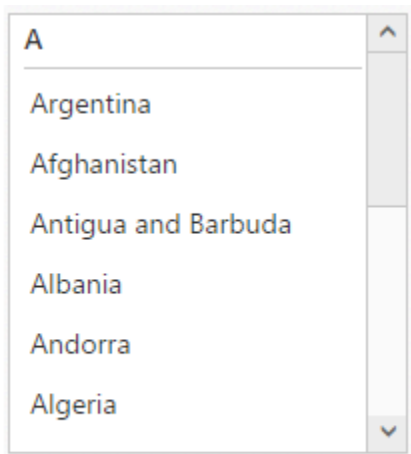 A
Argentina
Afghanistan
Antigua and Barbuda
Albania
Andorra
Algeria